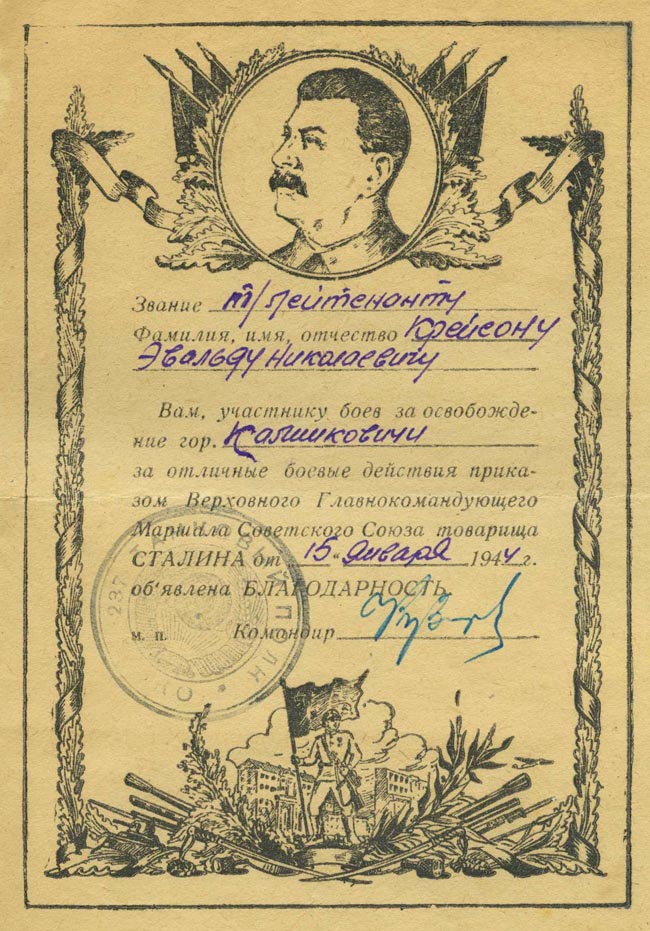 Звание т/лейтенанту
Фамилия, имя, отчество Крейсону
Эвальду Николаевичу
Вам, участнику боев за освобожде-
ние гор. Калинковичи
за отличные боевые действия прика-
зом Верховного Главнокомандующего
Маршала Советского Союза товарища
СТАЛИНА от „15“ января 1944 г.
об'явлена БЛАГОДАРНОСТЬ
м. п. Командир